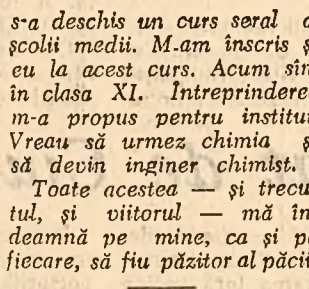 s-a deschis un curs seral
școlii medii. M-am înscris
eu la acest curs. Acum sîn
în clasa XI. Întreprindere
m-a propus pentru institu
Vreau să urmez chimia
să devin inginer chimist.
Toate acestea — și trecu
tul, și viitorul — mă în
deamnă pe mine, ca și
fiecare, să fiu păzitor al păcii